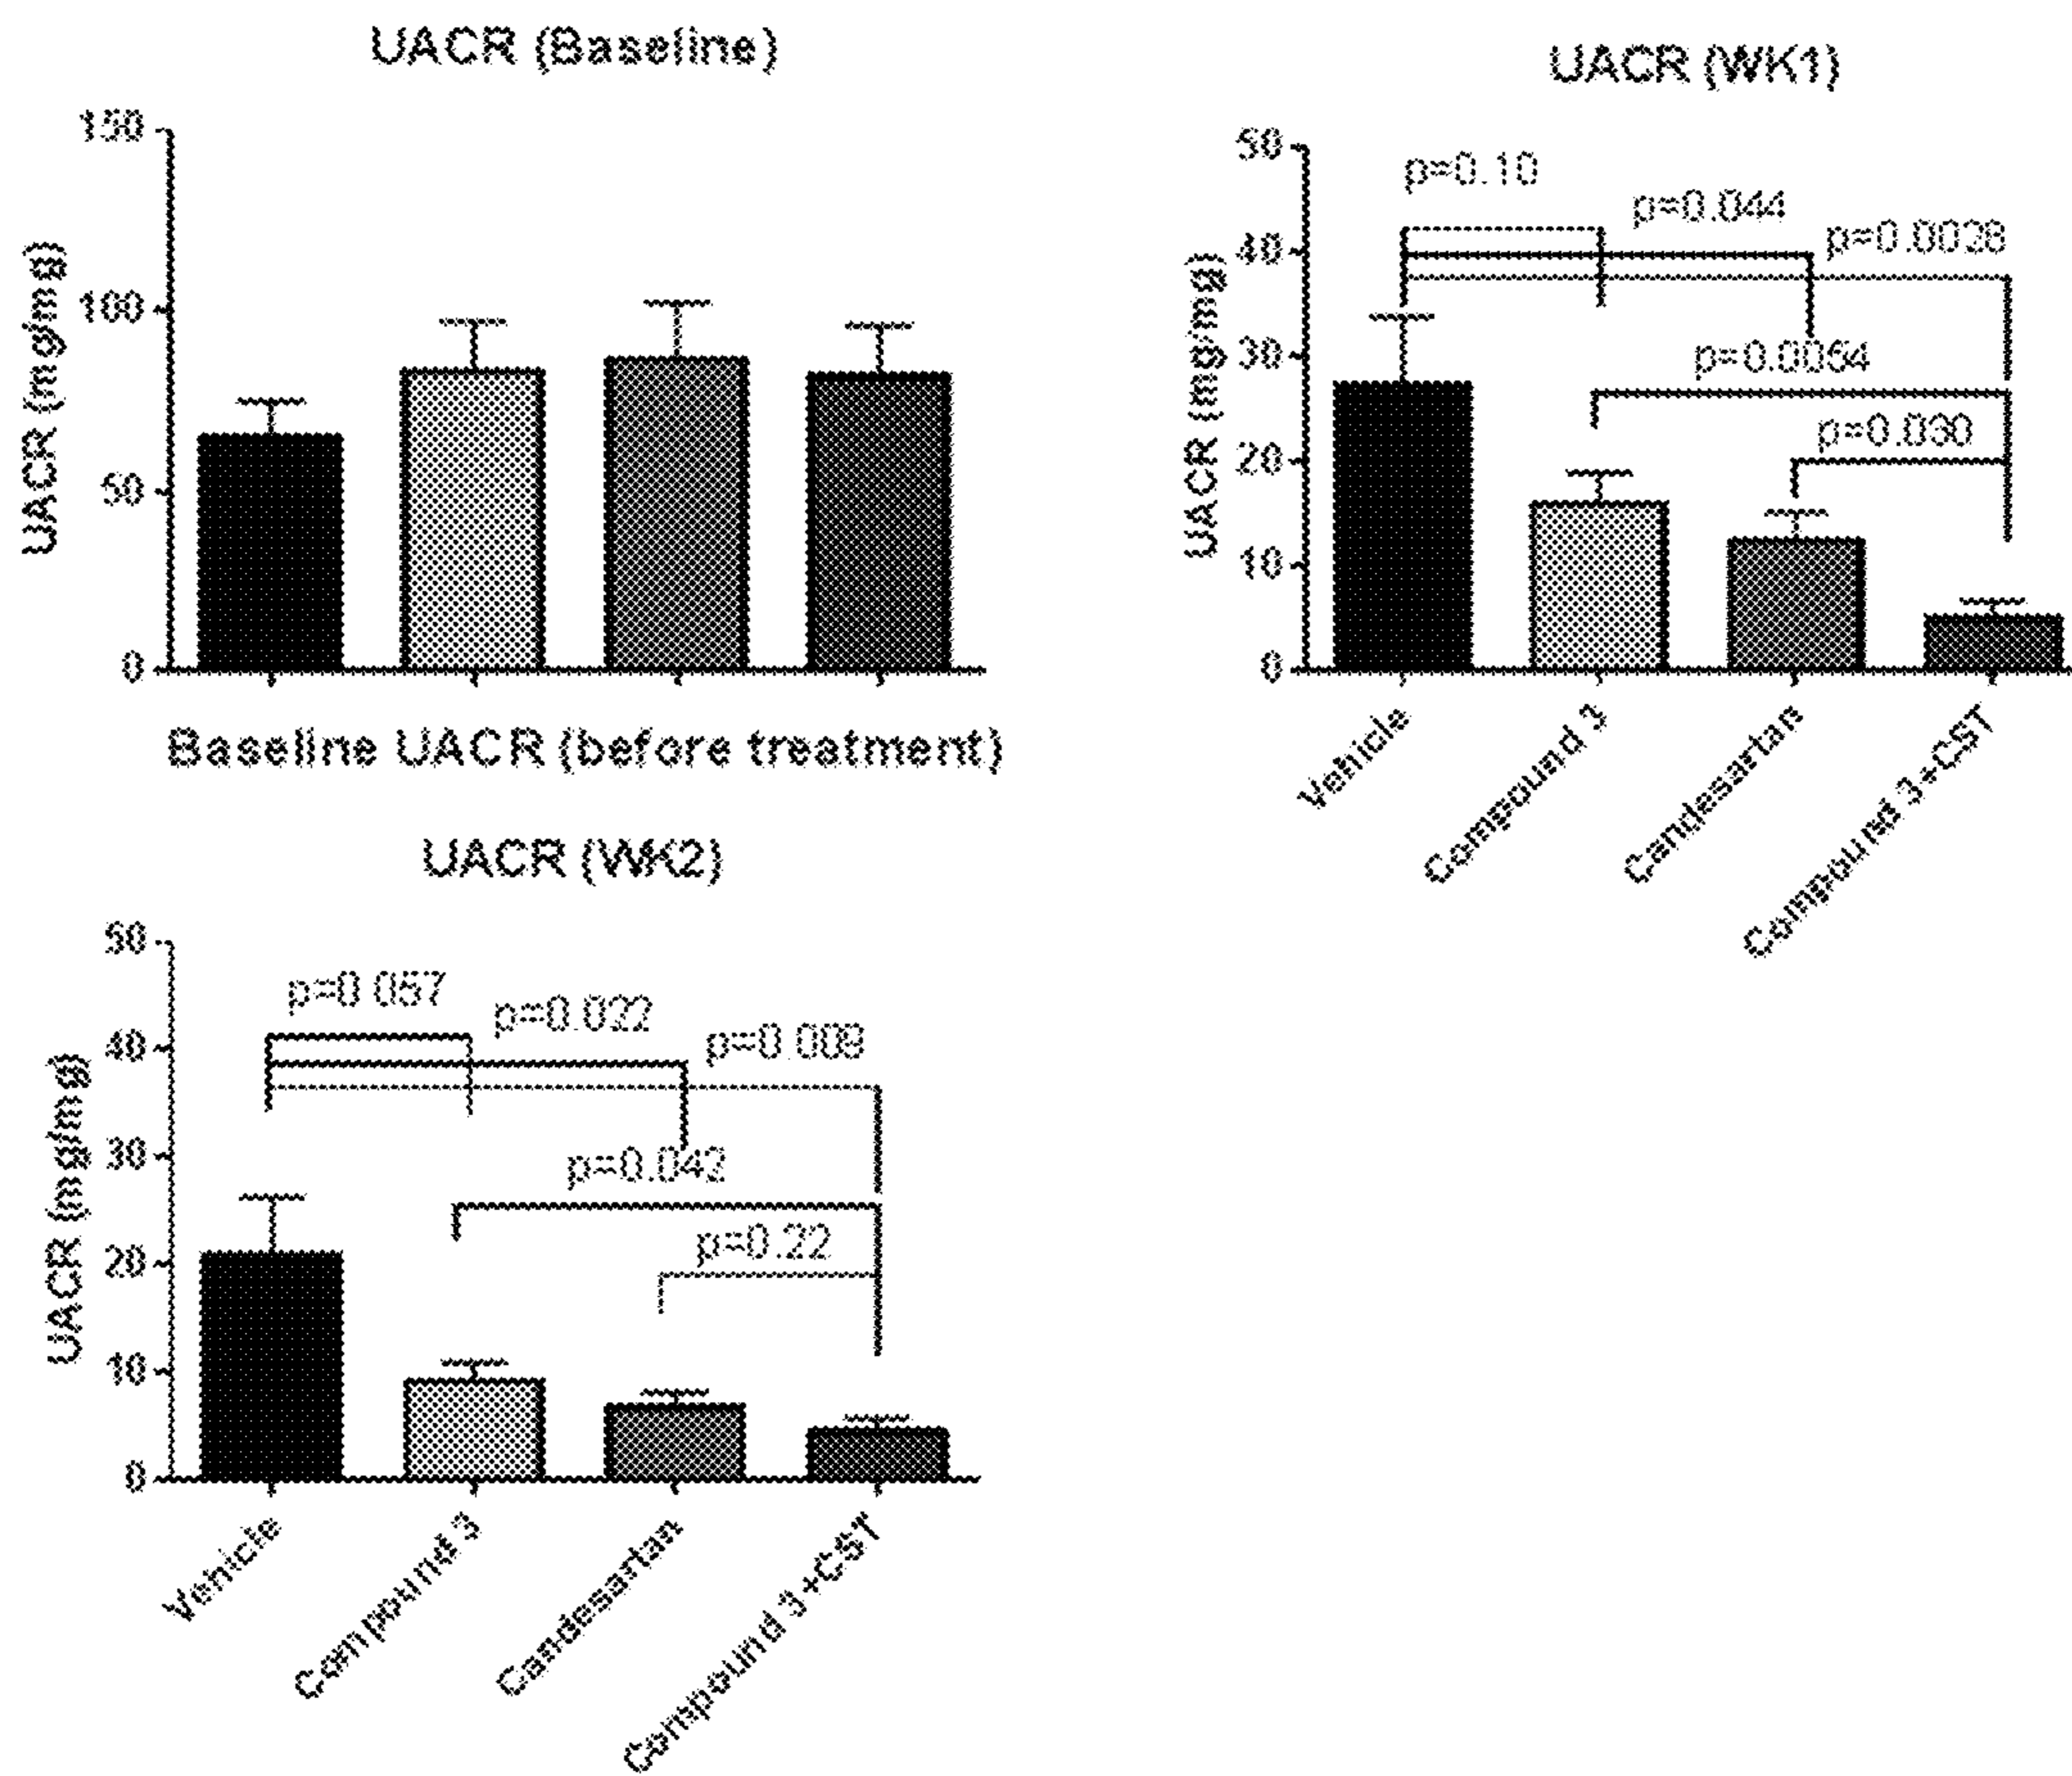 UACR (Baseline)
UACR (mg/mg)
150
100
50
0
Baseline UACR (before treatment)
UACR (WK1)
UACR (mg/mg)
50
40
30
20
10
0
p=0.10
p=0.044
p=0.0028
p=0.0054
p=0.030
Vehicle
Compound 3
Candesartan
Compound 3+CST
UACR (WK2)
UACR (mg/mg)
50
40
30
20
10
0
p=0.057
p=0.022
p=0.009
p=0.042
p=0.22
Vehicle
Compound 3
Candesartan
Compound 3+CST